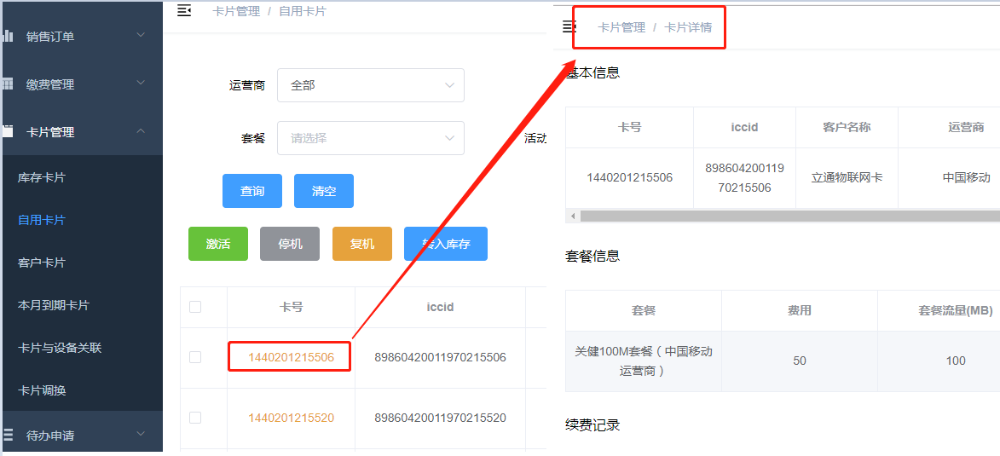 销售订单
缴费管理
卡片管理
库存卡片
自用卡片
客户卡片
本月到期卡片
卡片与设备关联
卡片调换
待办申请
卡片管理 / 自用卡片
运营商 全部
套餐 请选择 活动
查询 清空
激活 停机 复机 转入库存
卡号 iccid
1440201215506 89860420011970215506
1440201215520 89860420011970215520
卡片管理 / 卡片详情
基本信息
卡号 iccid 客户名称 运营商
1440201215506 898604200119 立通物联网卡 中国移动
70215506
套餐信息
套餐 费用 套餐流量(MB)
关健100M套餐（中国移动 50 100
运营商）
续费记录